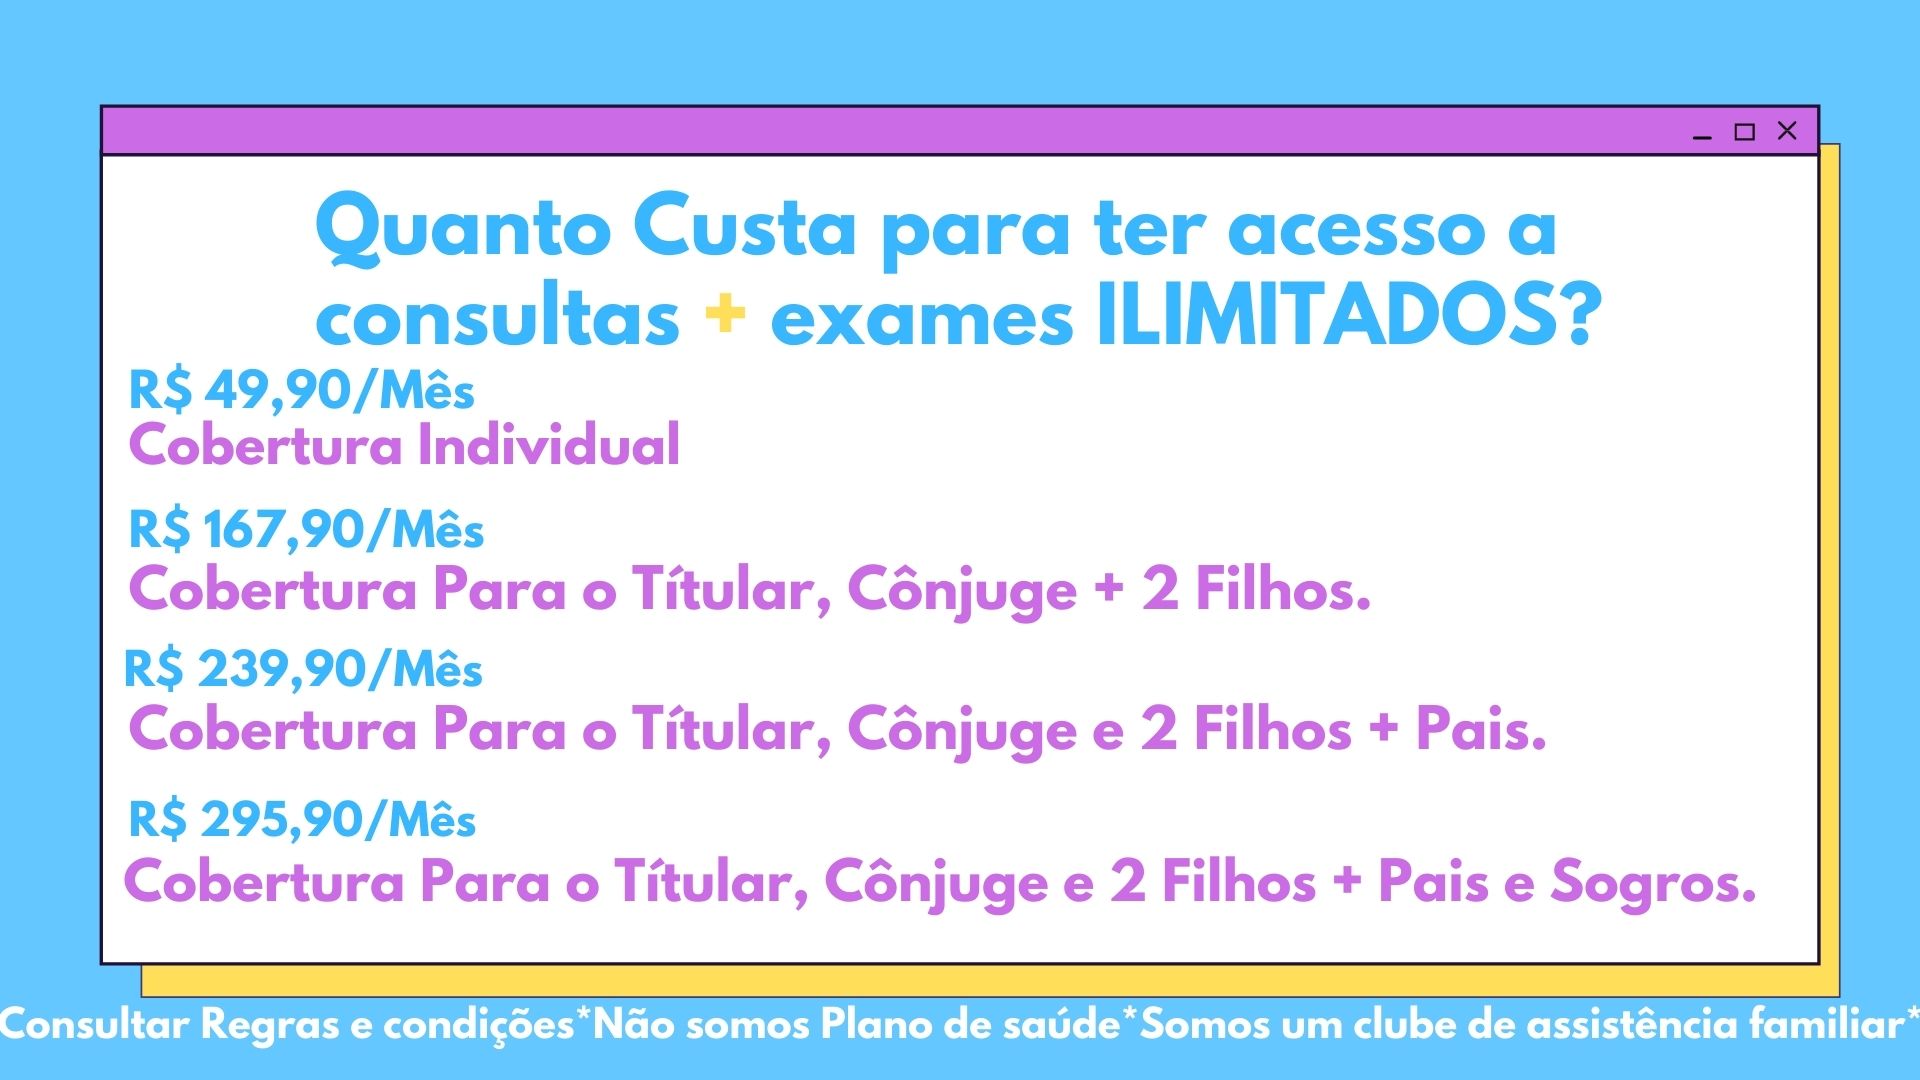 Quanto Custa para ter acesso a
consultas + exames ILIMITADOS?
R$ 49,90/Mês
Cobertura Individual
R$ 167,90/Mês
Cobertura Para o Títular, Cônjuge + 2 Filhos.
R$ 239,90/Mês
Cobertura Para o Títular, Cônjuge e 2 Filhos + Pais.
R$ 295,90/Mês
Cobertura Para o Títular, Cônjuge e 2 Filhos + Pais e Sogros.
Consultar Regras e condições*Não somos Plano de saúde*Somos um clube de assistência familiar*